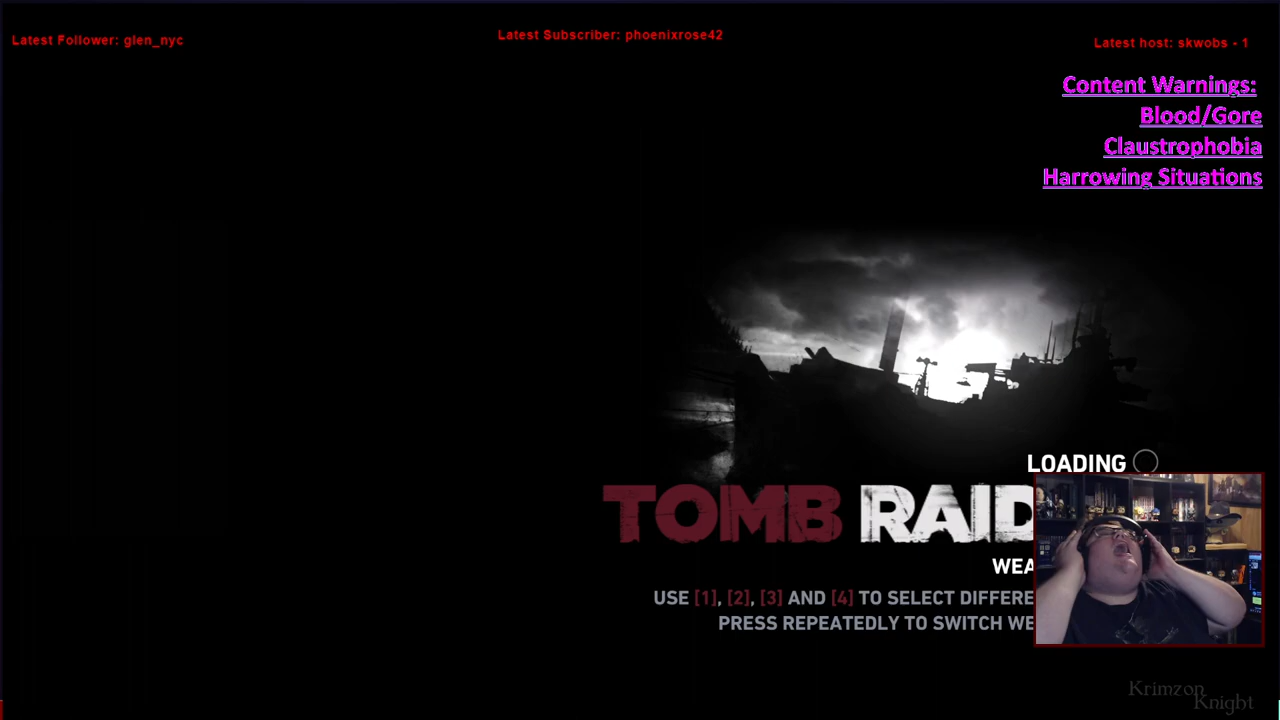 Latest Follower: glen_nyc
Latest Subscriber: phoenixrose42
Latest host: skwobs - 1
Content Warnings:
Blood/Gore
Claustrophobia
Harrowing Situations
LOADING
TOMB RAID
WEA
USE [1], [2], [3] AND [4] TO SELECT DIFFERE
PRESS REPEATEDLY TO SWITCH WE
Krimzon
Knight